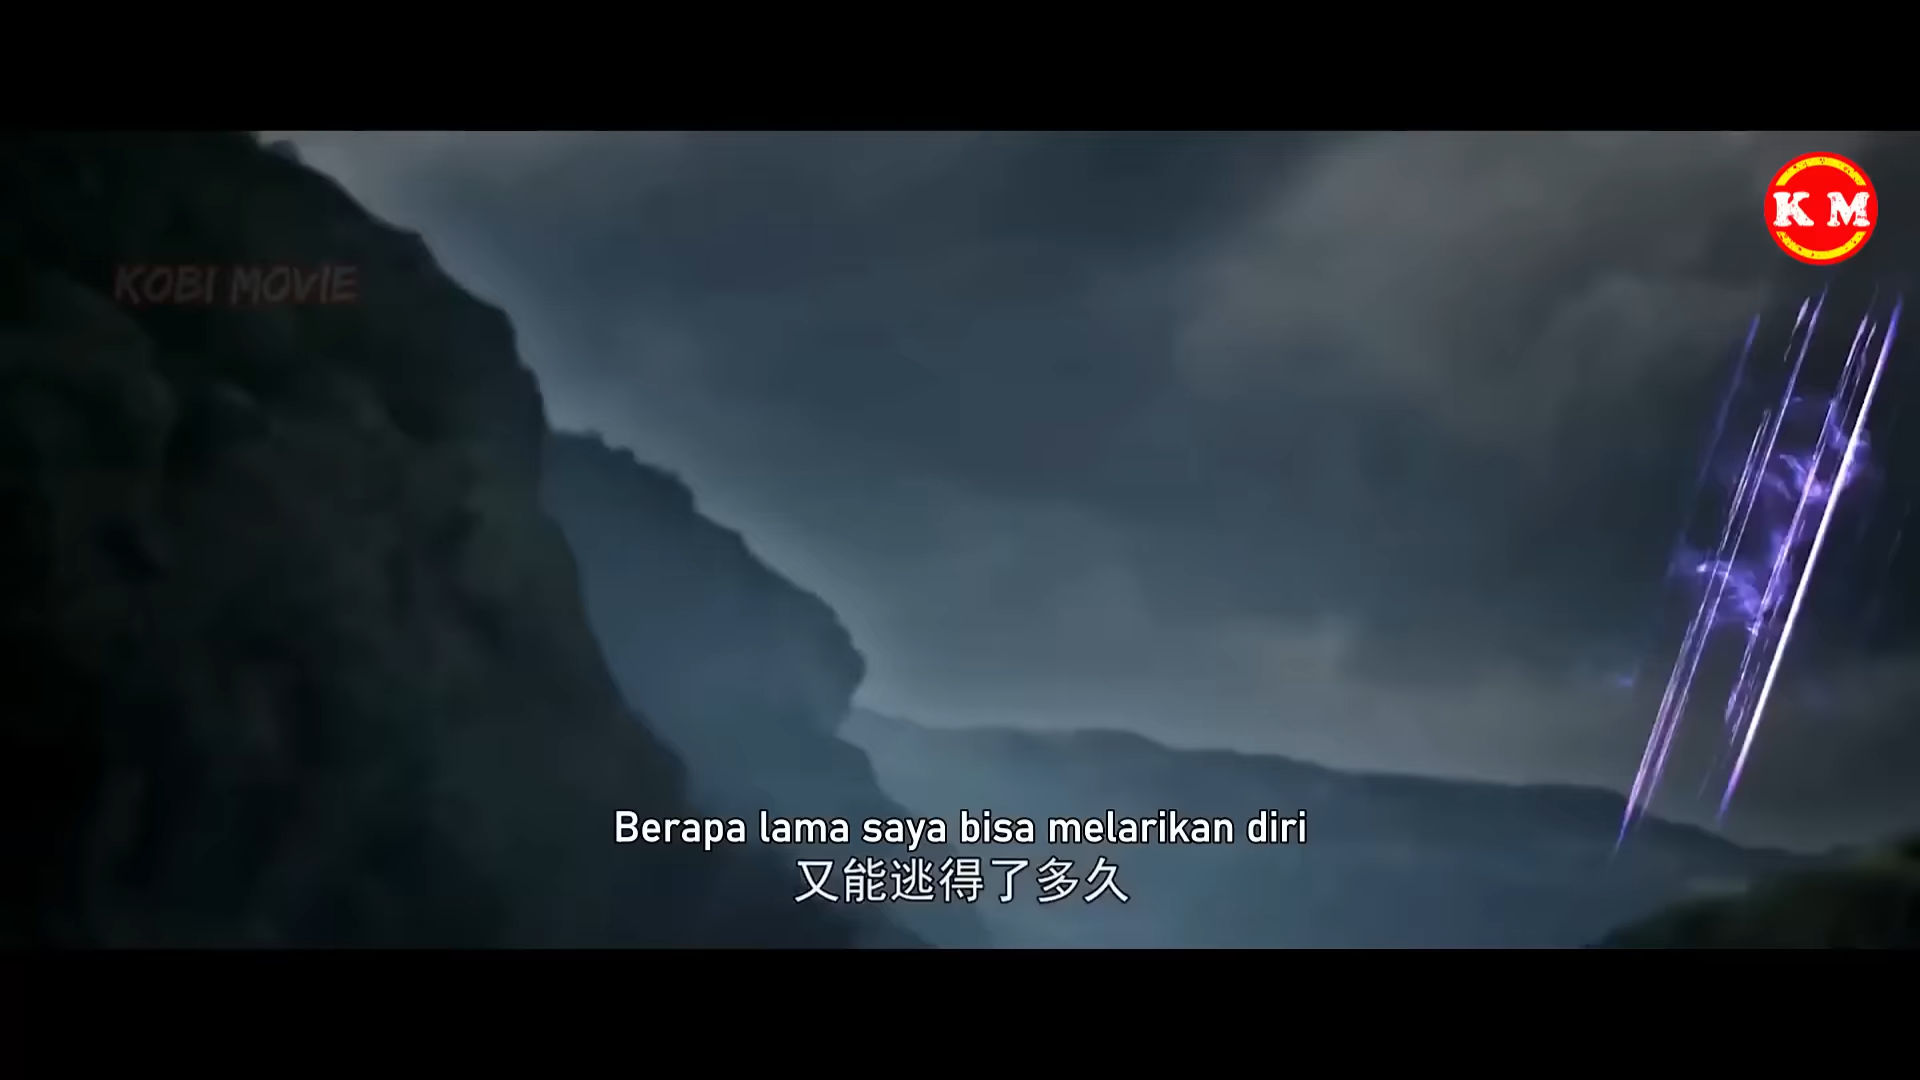 K M
KOBI MOVIE
Berapa lama saya bisa melarikan diri
又能逃得了多久